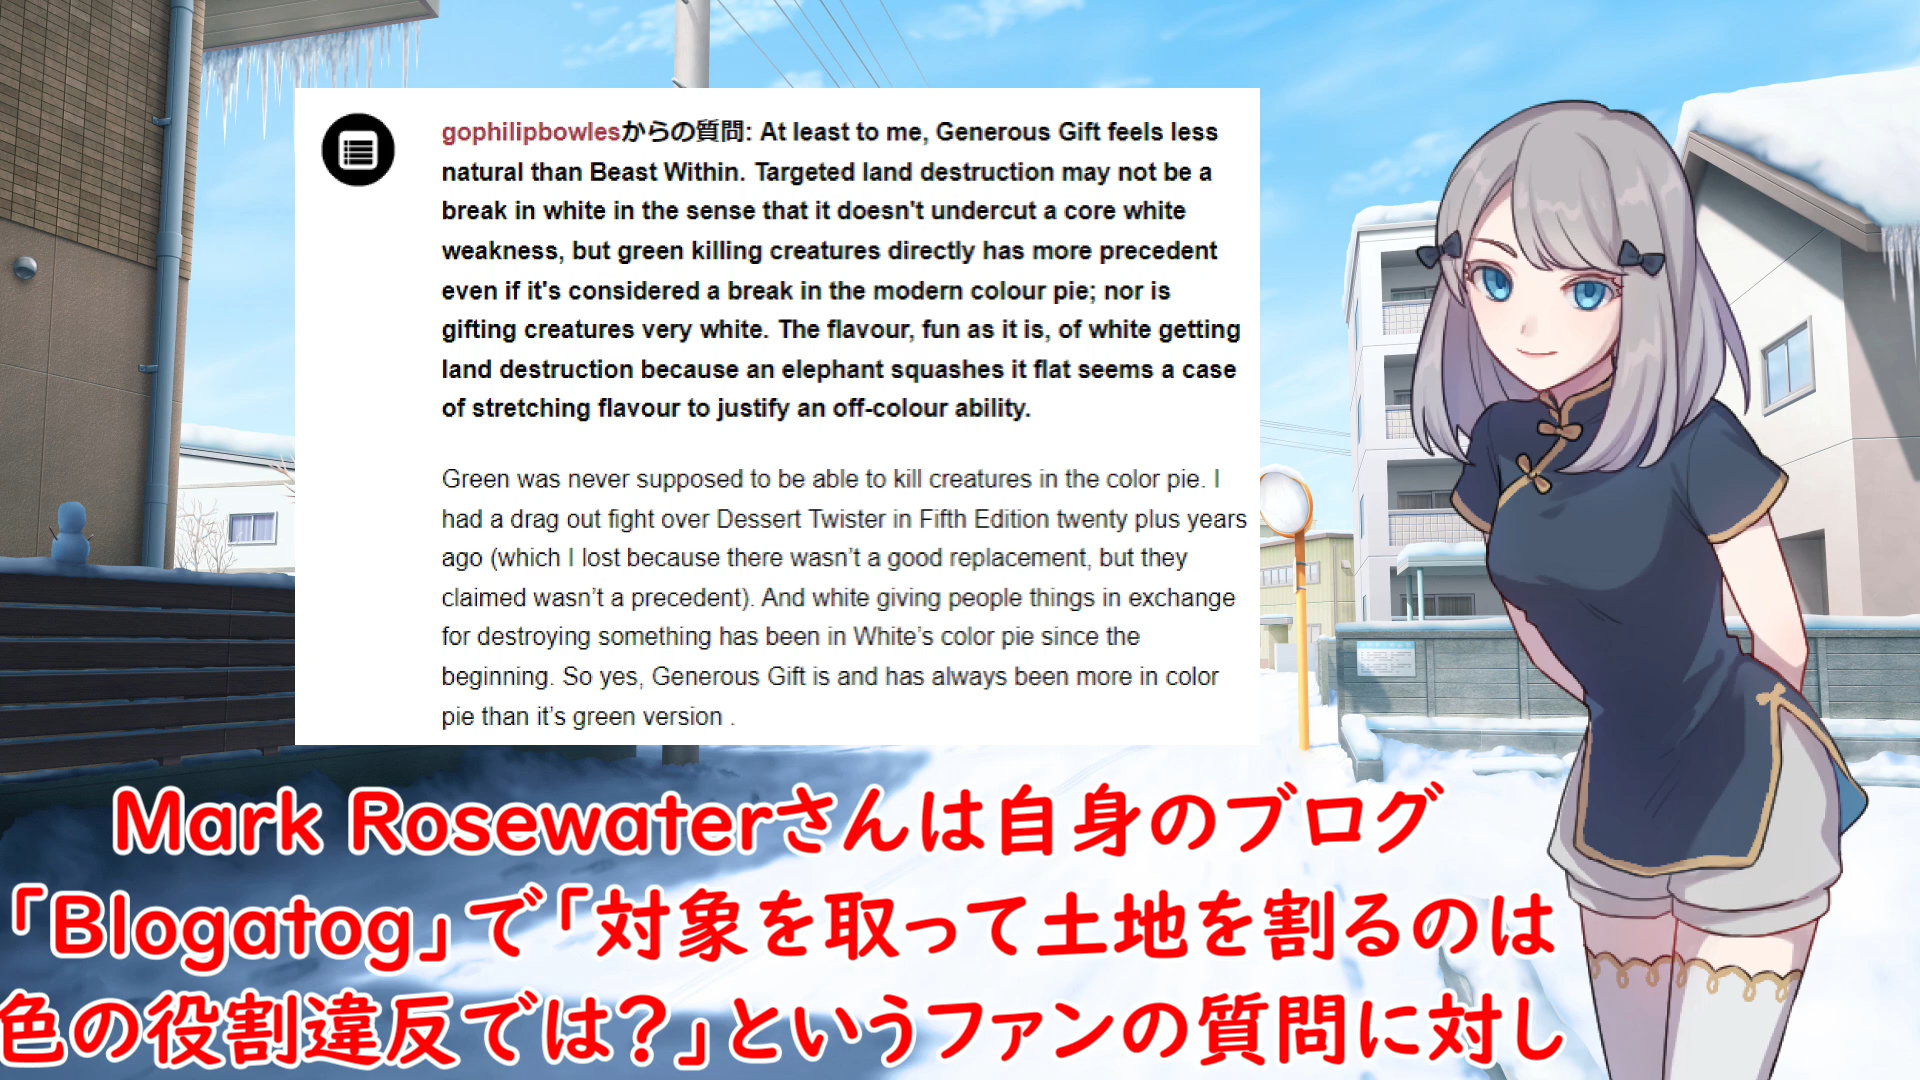 gophilipbowlesからの質問: At least to me, Generous Gift feels less
natural than Beast Within. Targeted land destruction may not be a
break in white in the sense that it doesn't undercut a core white
weakness, but green killing creatures directly has more precedent
even if it's considered a break in the modern colour pie; nor is
gifting creatures very white. The flavour, fun as it is, of white getting
land destruction because an elephant squashes it flat seems a case
of stretching flavour to justify an off-colour ability.
Green was never supposed to be able to kill creatures in the color pie. I
had a drag out fight over Dessert Twister in Fifth Edition twenty plus years
ago (which I lost because there wasn’t a good replacement, but they
claimed wasn’t a precedent). And white giving people things in exchange
for destroying something has been in White’s color pie since the
beginning. So yes, Generous Gift is and has always been more in color
pie than it’s green version .
Mark Rosewaterさんは自身のブログ
「Blogatog」で「対象を取って土地を割るのは
色の役割違反では?」というファンの質問に対し